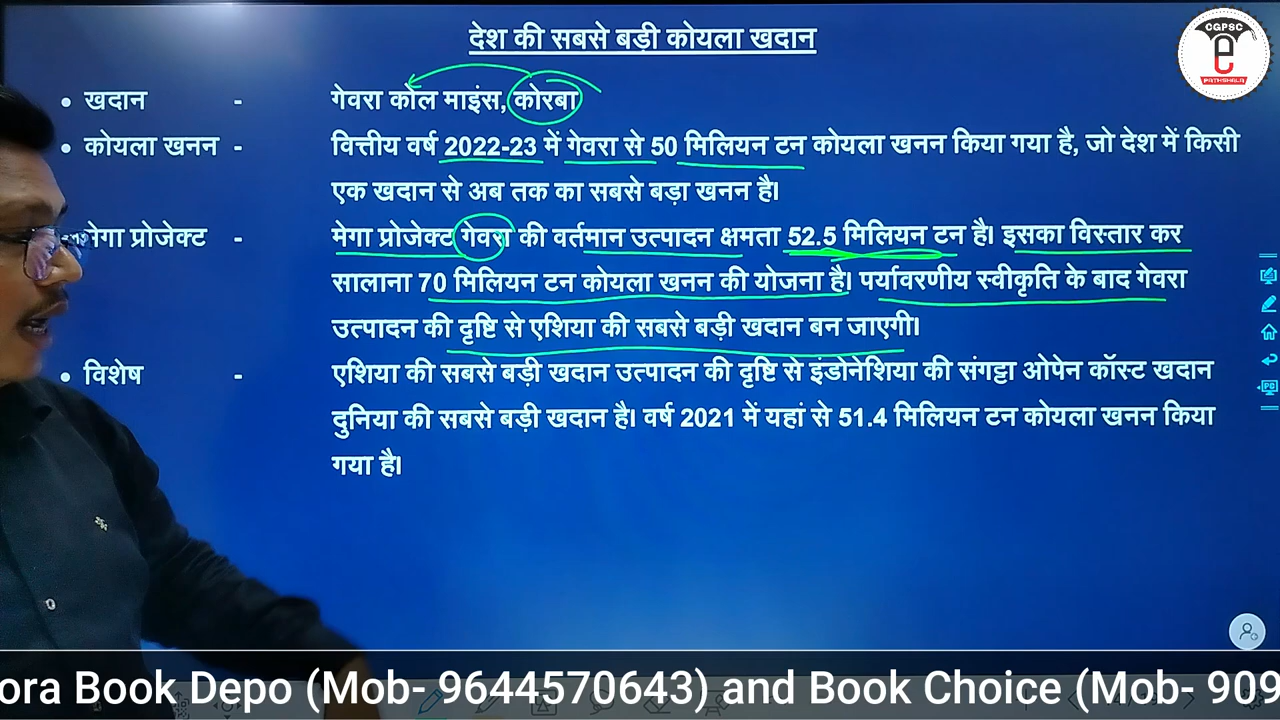 देश की सबसे बड़ी कोयला खदान
CGPSC
e
PATHSHALA
• खदान - गेवरा कोल माइंस, कोरबा
• कोयला खनन - वित्तीय वर्ष 2022-23 में गेवरा से 50 मिलियन टन कोयला खनन किया गया है, जो देश में किसी
एक खदान से अब तक का सबसे बड़ा खनन है।
मेगा प्रोजेक्ट - मेगा प्रोजेक्ट गेवरा की वर्तमान उत्पादन क्षमता 52.5 मिलियन टन है। इसका विस्तार कर
सालाना 70 मिलियन टन कोयला खनन की योजना है। पर्यावरणीय स्वीकृति के बाद गेवरा
उत्पादन की दृष्टि से एशिया की सबसे बड़ी खदान बन जाएगी।
• विशेष - एशिया की सबसे बड़ी खदान उत्पादन की दृष्टि से इंडोनेशिया की संगट्टा ओपेन कॉस्ट खदान
दुनिया की सबसे बड़ी खदान है। वर्ष 2021 में यहां से 51.4 मिलियन टन कोयला खनन किया
गया है।
ora Book Depo (Mob- 9644570643) and Book Choice (Mob- 909